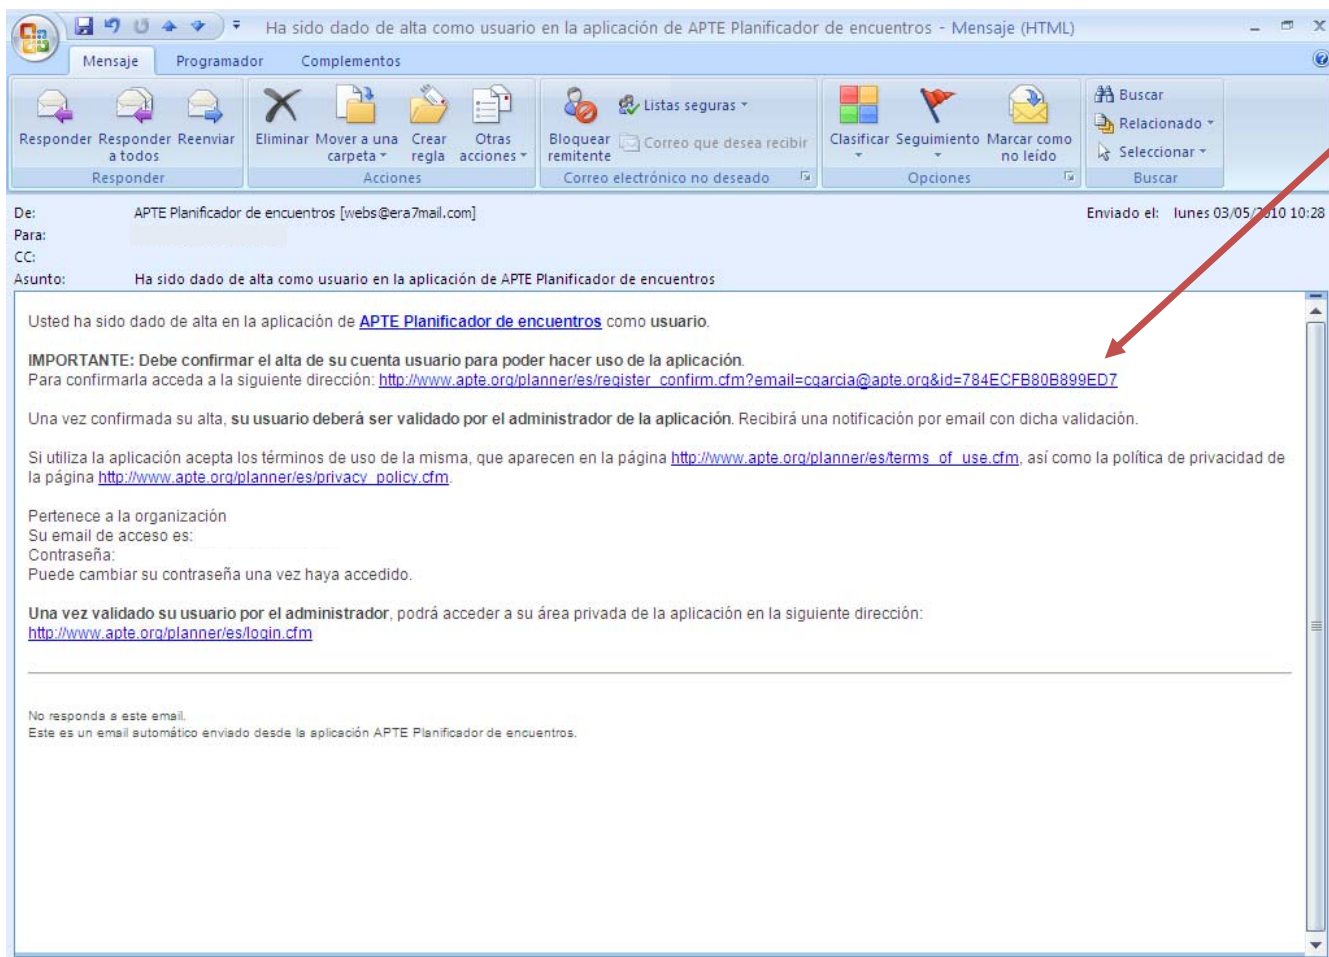 Ha sido dado de alta como usuario en la aplicación de APTE Planificador de encuentros - Mensaje (HTML)
Mensaje Programador Complementos
Responder Responder a todos Reenviar
Responder
Eliminar Mover a una carpeta Crear regla Otras acciones
Acciones
Bloquear remitente Listas seguras Correo que desea recibir
Correo electrónico no deseado
Clasificar Seguimiento Marcar como no leído
Opciones
Buscar
Relacionado
Seleccionar
Buscar
De: APTE Planificador de encuentros [webs@era7mail.com] Enviado el: lunes 03/05/2010 10:28
Para:
CC:
Asunto: Ha sido dado de alta como usuario en la aplicación de APTE Planificador de encuentros
Usted ha sido dado de alta en la aplicación de APTE Planificador de encuentros como usuario.
IMPORTANTE: Debe confirmar el alta de su cuenta usuario para poder hacer uso de la aplicación.
Para confirmarla acceda a la siguiente dirección: http://www.apte.org/planner/es/register_confirm.cfm?email=cgarcia@apte.org&id=784ECFB80B899ED7
Una vez confirmada su alta, su usuario deberá ser validado por el administrador de la aplicación. Recibirá una notificación por email con dicha validación.
Si utiliza la aplicación acepta los términos de uso de la misma, que aparecen en la página http://www.apte.org/planner/es/terms_of_use.cfm, así como la política de privacidad de
la página http://www.apte.org/planner/es/privacy_policy.cfm.
Pertenece a la organización
Su email de acceso es:
Contraseña:
Puede cambiar su contraseña una vez haya accedido.
Una vez validado su usuario por el administrador, podrá acceder a su área privada de la aplicación en la siguiente dirección:
http://www.apte.org/planner/es/login.cfm
No responda a este email.
Este es un email automático enviado desde la aplicación APTE Planificador de encuentros.